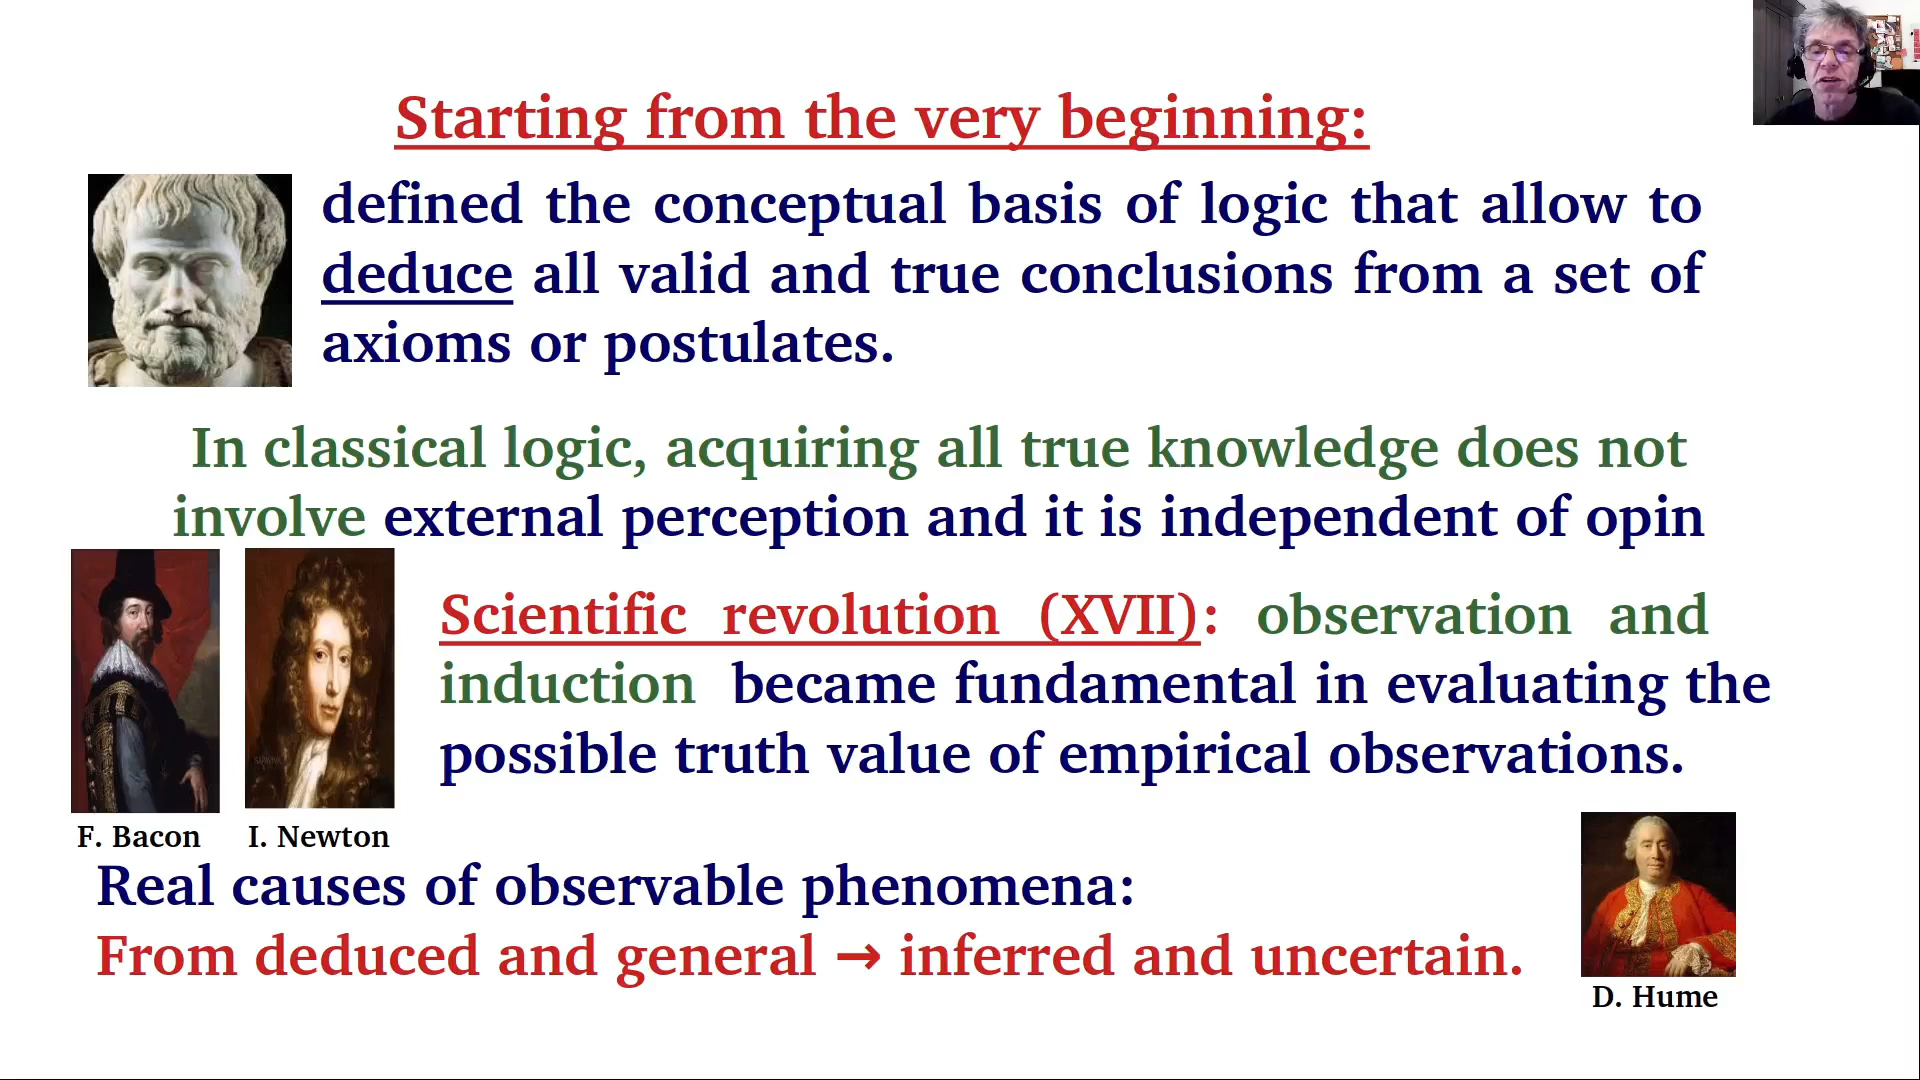 Starting from the very beginning:
defined the conceptual basis of logic that allow to
deduce all valid and true conclusions from a set of
axioms or postulates.
In classical logic, acquiring all true knowledge does not
involve external perception and it is independent of opin
Scientific revolution (XVII): observation and
induction became fundamental in evaluating the
possible truth value of empirical observations.
F. Bacon I. Newton
Real causes of observable phenomena:
From deduced and general → inferred and uncertain.
D. Hume